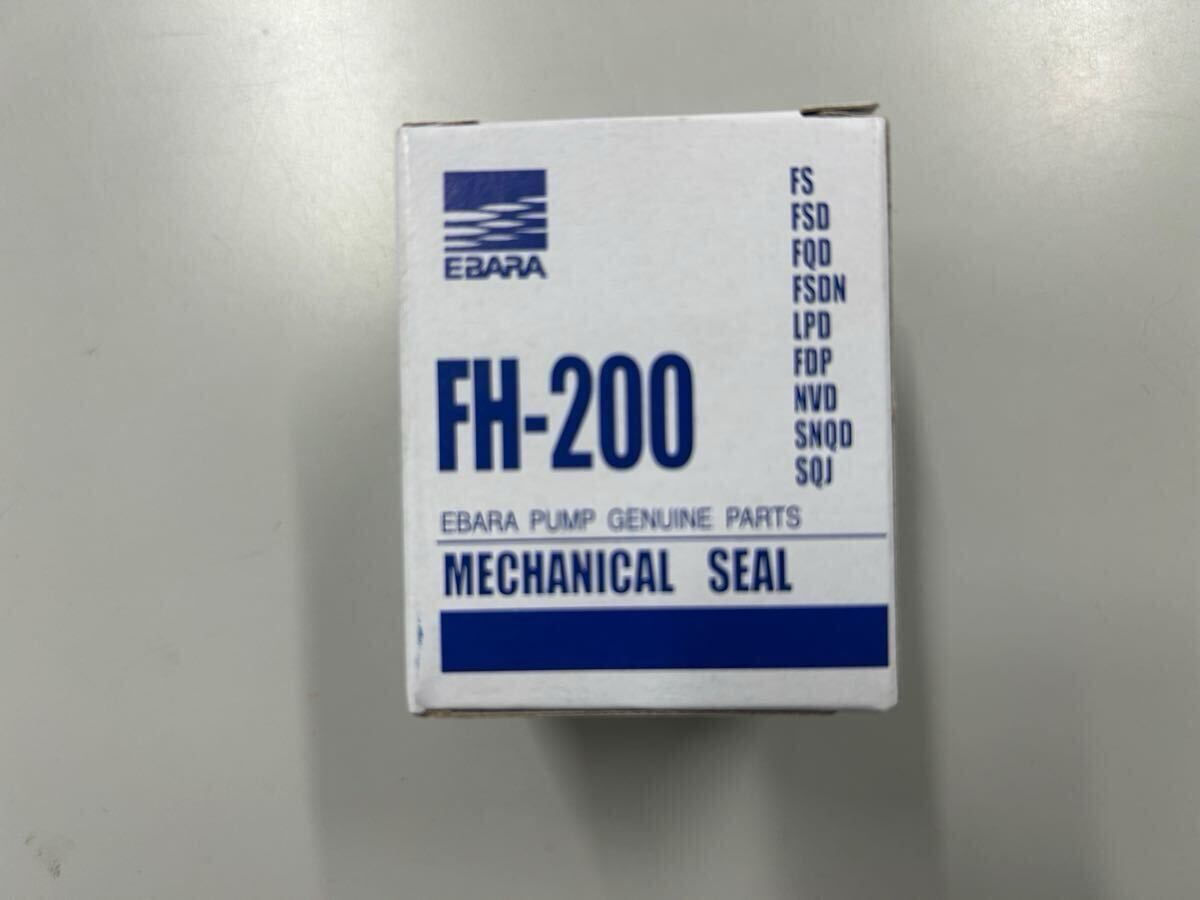 EBARA
FS
FSD
FQD
FSDN
LPD
FDP
NVD
SNQD
SQJ
FH-200
EBARA PUMP GENUINE PARTS
MECHANICAL SEAL